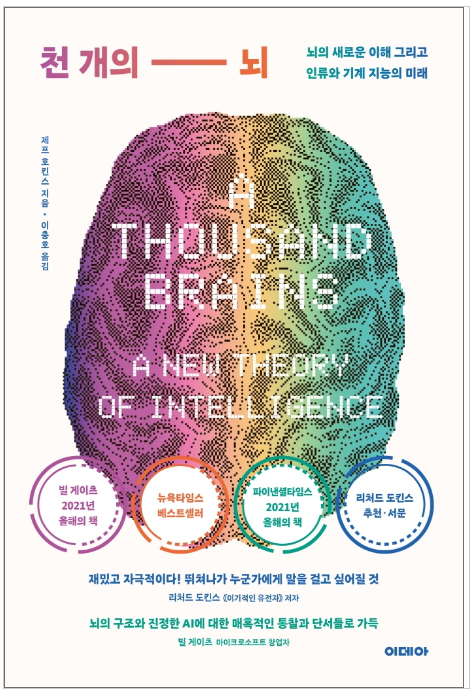 천 개의 — 뇌
뇌의 새로운 이해 그리고
인류와 기계 지능의 미래
제프 호킨스 지음 · 이충호 옮김
A
THOUSAND
BRAINS
A NEW THEORY
OF INTELLIGENCE
빌 게이츠
2021년
올해의 책
뉴욕타임스
베스트셀러
파이낸셜타임스
2021년
올해의 책
리처드 도킨스
추천·서문
재밌고 자극적이다! 뛰쳐나가 누군가에게 말을 걸고 싶어질 것
리처드 도킨스 《이기적인 유전자》 저자
뇌의 구조와 진정한 AI에 대한 매혹적인 통찰과 단서들로 가득
빌 게이츠 마이크로소프트 창업자
이데아